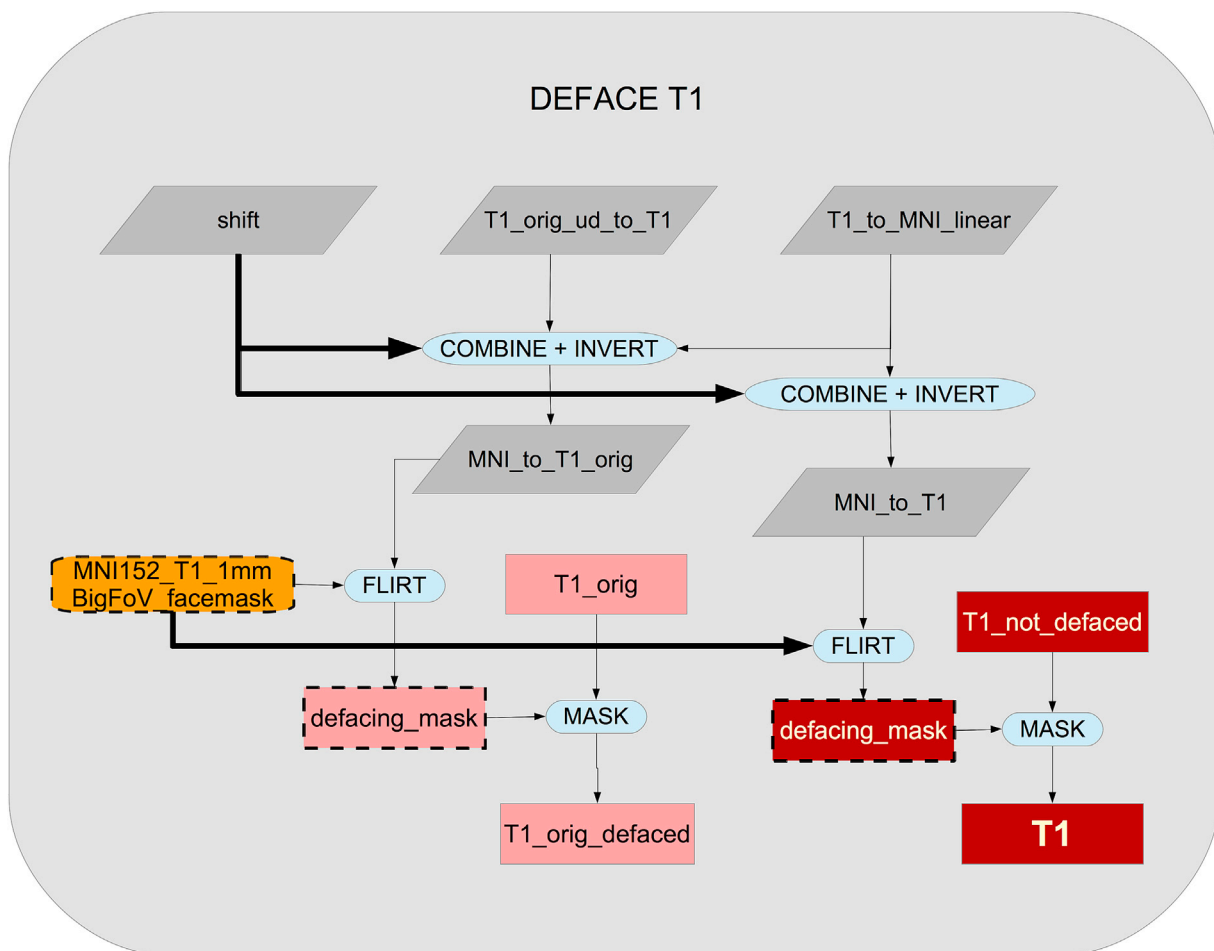 DEFACE T1
shift
T1_orig_ud_to_T1
T1_to_MNI_linear
COMBINE + INVERT
COMBINE + INVERT
MNI_to_T1_orig
MNI_to_T1
MNI152_T1_1mm
BigFoV_facemask
FLIRT
T1_orig
T1_not_defaced
FLIRT
defacing_mask
MASK
defacing_mask
MASK
T1_orig_defaced
T1